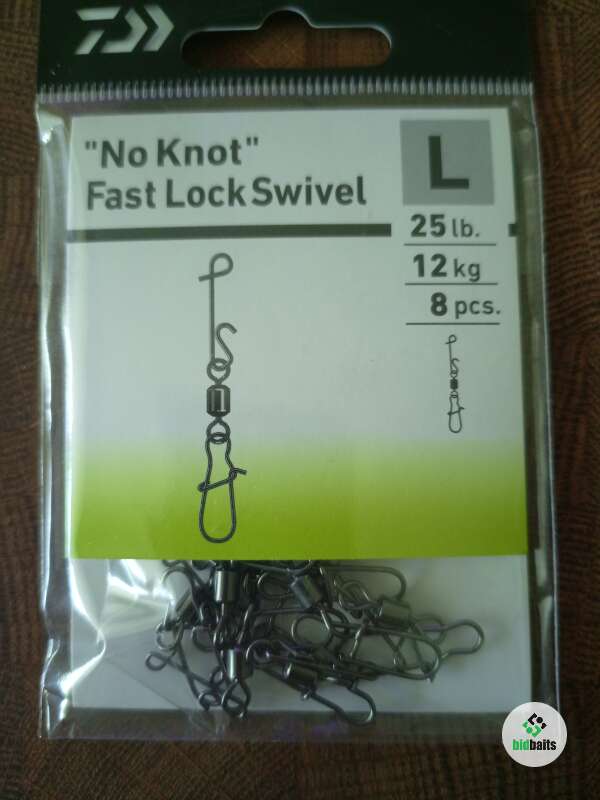 "No Knot"
Fast Lock Swivel
L
25 lb.
12 kg
8 pcs.
bidbaits